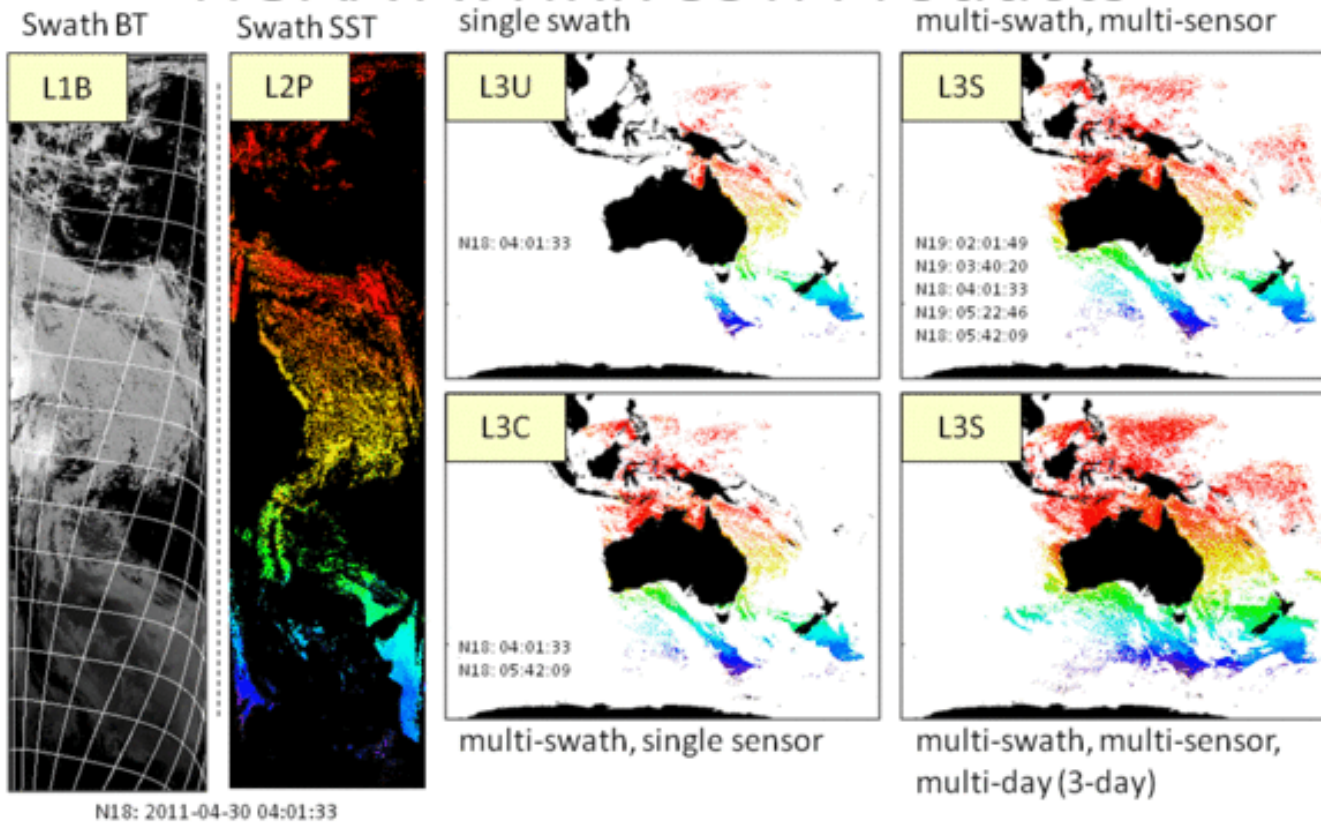 Swath BT
Swath SST
single swath
multi-swath, multi-sensor
L1B
L2P
L3U
L3S
N18: 04:01:33
N19: 02:01:49
N19: 03:40:20
N18: 04:01:33
N19: 05:22:46
N18: 05:42:09
L3C
L3S
N18: 04:01:33
N18: 05:42:09
multi-swath, single sensor
multi-swath, multi-sensor,
multi-day (3-day)
N18: 2011-04-30 04:01:33